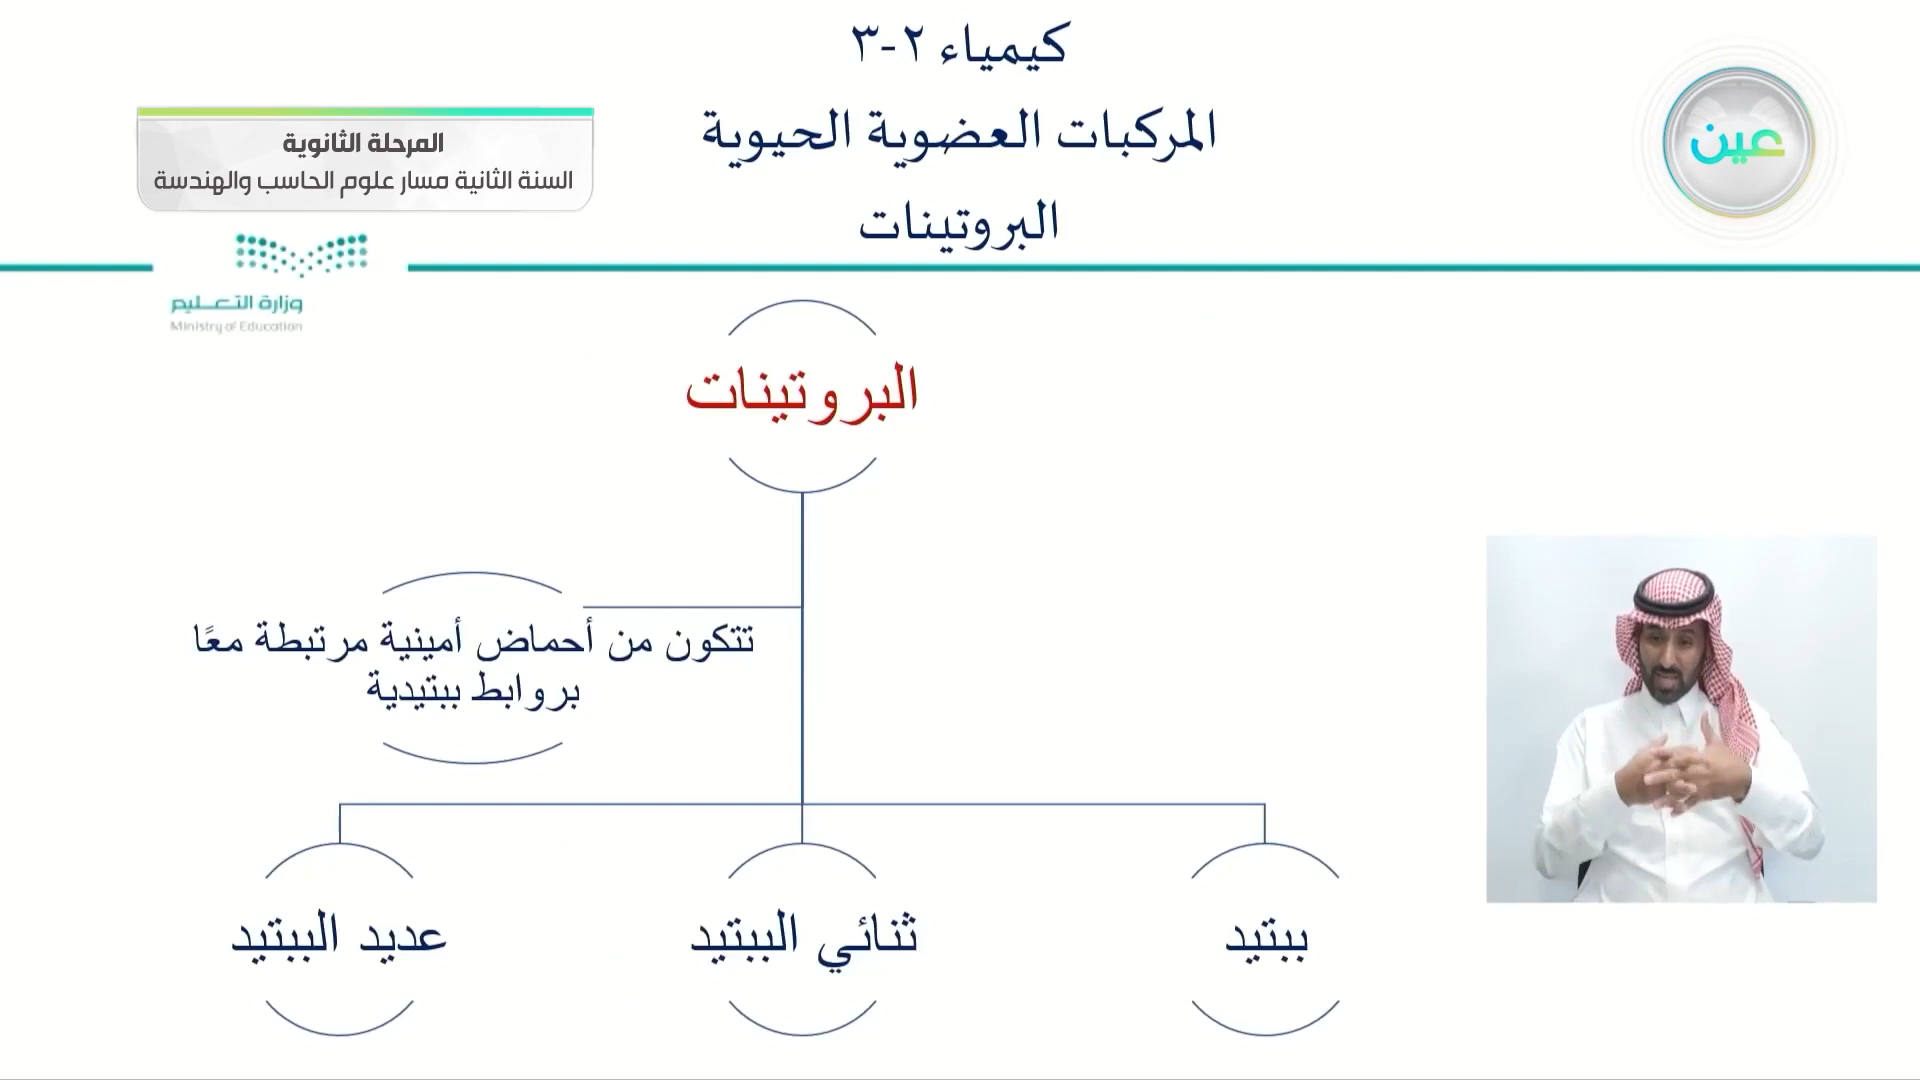 كيمياء ٢-٣
المركبات العضوية الحيوية
البروتينات
عين
المرحلة الثانوية
السنة الثانية مسار علوم الحاسب والهندسة
وزارة التعليم
Ministry of Education
البروتينات
تتكون من أحماض أمينية مرتبطة معًا
بروابط ببتيدية
ببتيد
ثنائي الببتيد
عديد الببتيد